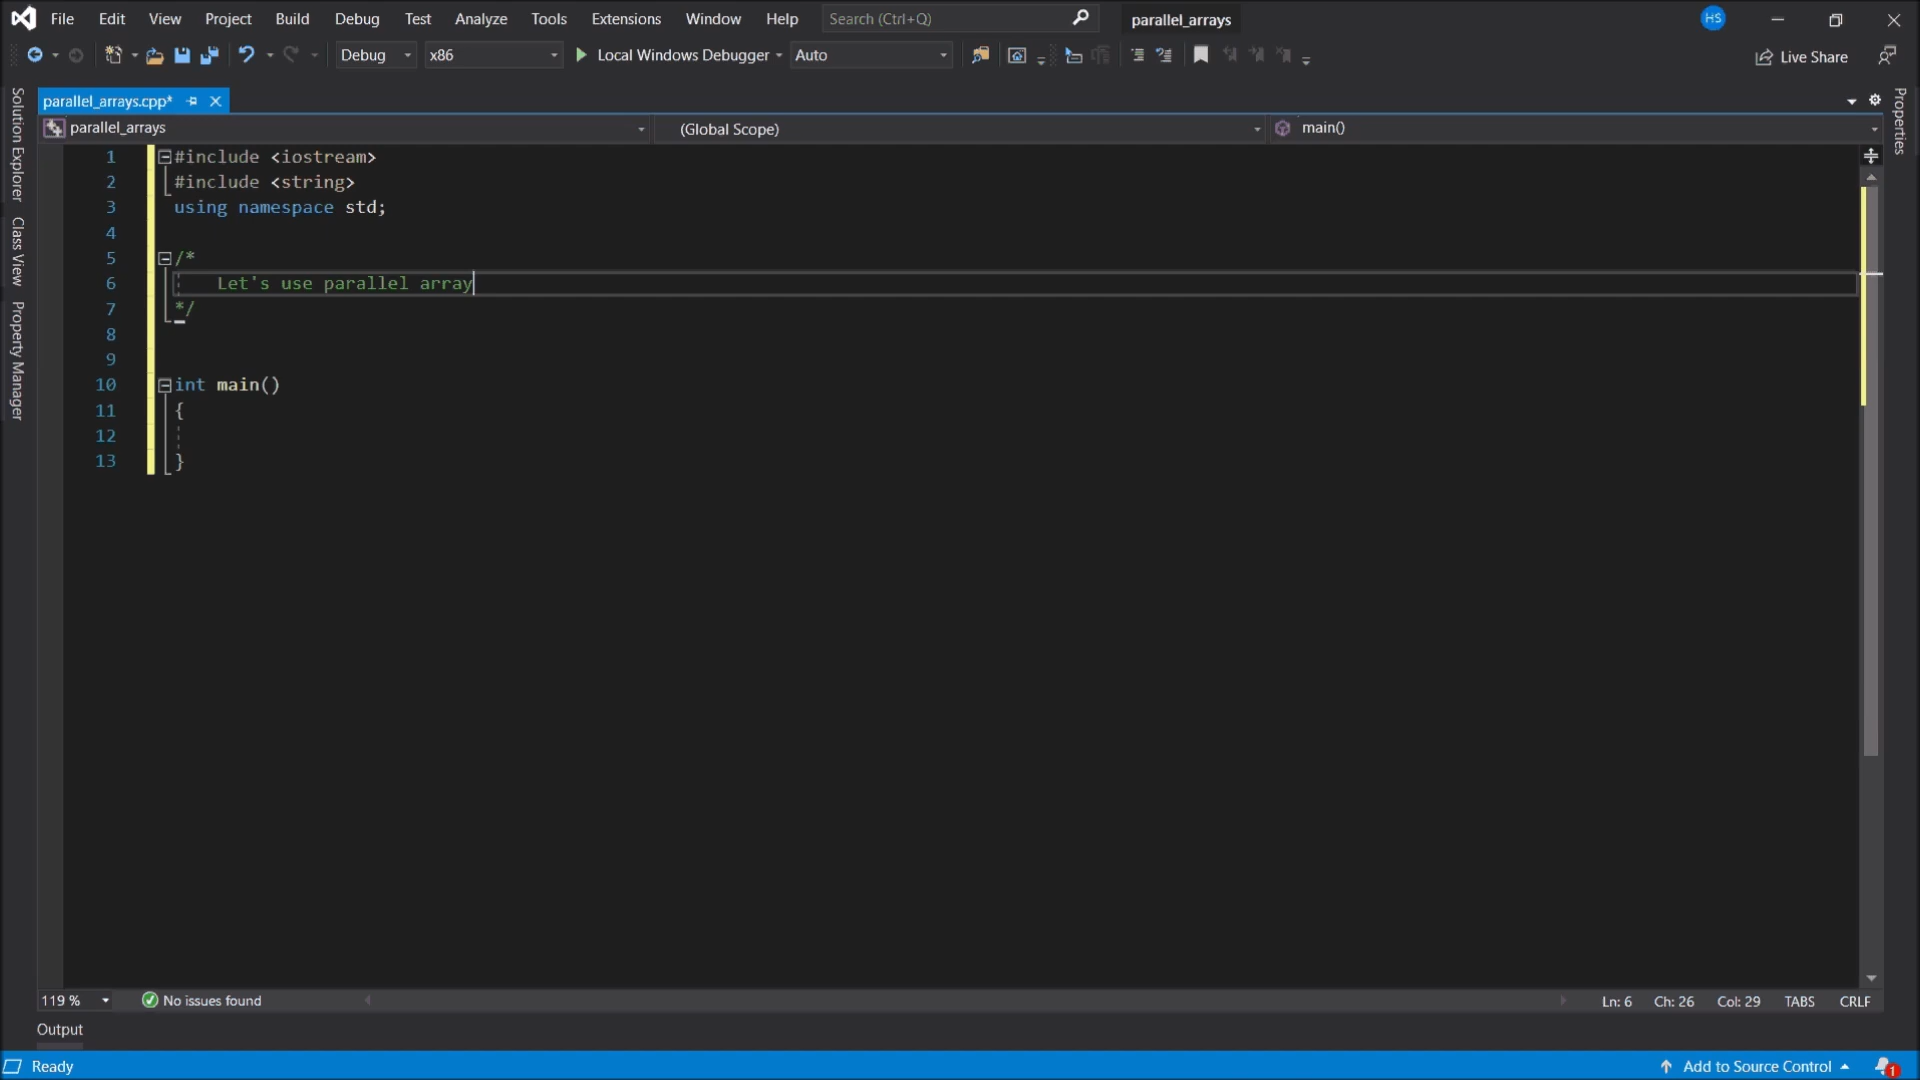 File Edit View Project Build Debug Test Analyze Tools Extensions Window Help Search (Ctrl+Q) parallel_arrays HS
Debug x86 Local Windows Debugger Auto Live Share
parallel_arrays.cpp*
parallel_arrays (Global Scope) main()
Solution Explorer
Class View
Property Manager
Properties
1 #include <iostream>
2 #include <string>
3 using namespace std;
4
5 /*
6 Let's use parallel array
7 */
8
9
10 int main()
11 {
12
13 }
119 % No issues found Ln: 6 Ch: 26 Col: 29 TABS CRLF
Output
Ready Add to Source Control 1